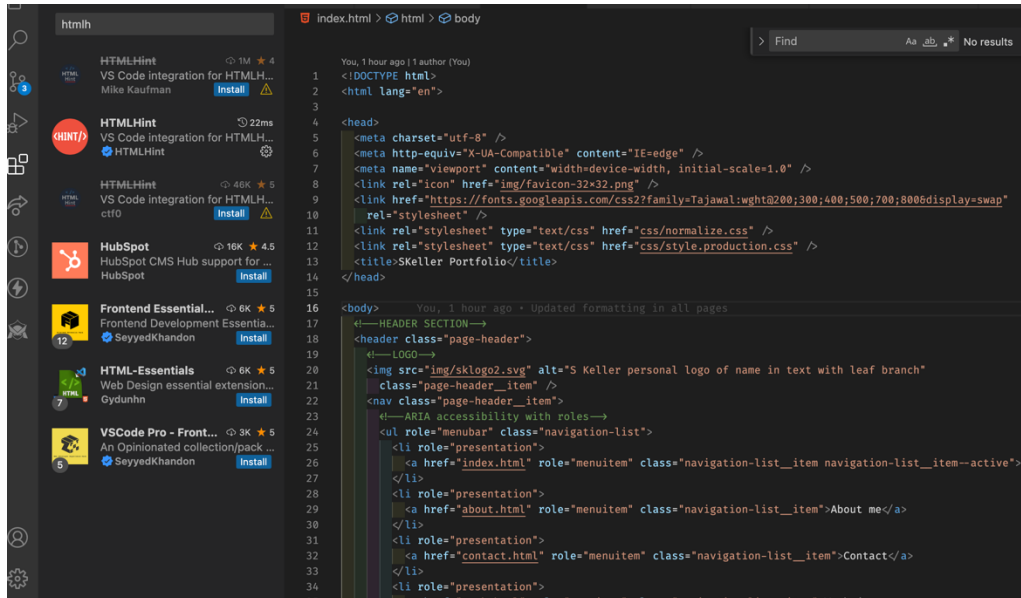 htmlh
HTMLHint 1M ★ 4
VS Code integration for HTMLH...
Mike Kaufman Install
HTMLHint 22ms
VS Code integration for HTMLH...
HTMLHint
HTMLHint 46K ★ 5
VS Code integration for HTMLH...
ctf0 Install
HubSpot 16K ★ 4.5
HubSpot CMS Hub support for ...
HubSpot Install
Frontend Essential... 6K ★ 5
Frontend Development Essentia...
SeyyedKhandon Install
12
HTML-Essentials 6K ★ 5
Web Design essential extension...
Gydunhn Install
7
VSCode Pro - Front... 3K ★ 5
An Opinionated collection/pack ...
SeyyedKhandon Install
5
3
<HINT/>
index.html > html > body
> Find Aa ab .* No results
You, 1 hour ago | 1 author (You)
1 <!DOCTYPE html>
2 <html lang="en">
3
4 <head>
5 <meta charset="utf-8" />
6 <meta http-equiv="X-UA-Compatible" content="IE=edge" />
7 <meta name="viewport" content="width=device-width, initial-scale=1.0" />
8 <link rel="icon" href="img/favicon-32×32.png" />
9 <link href="https://fonts.googleapis.com/css2?family=Tajawal:wght@200;300;400;500;700;800&display=swap"
10 rel="stylesheet" />
11 <link rel="stylesheet" type="text/css" href="css/normalize.css" />
12 <link rel="stylesheet" type="text/css" href="css/style.production.css" />
13 <title>SKeller Portfolio</title>
14 </head>
15
16 <body> You, 1 hour ago • Updated formatting in all pages
17 <!--HEADER SECTION-->
18 <header class="page-header">
19 <!--LOGO-->
20 <img src="img/sklogo2.svg" alt="S Keller personal logo of name in text with leaf branch"
21 class="page-header__item" />
22 <nav class="page-header__item">
23 <!--ARIA accessibility with roles-->
24 <ul role="menubar" class="navigation-list">
25 <li role="presentation">
26 <a href="index.html" role="menuitem" class="navigation-list__item navigation-list__item--active">
27 </li>
28 <li role="presentation">
29 <a href="about.html" role="menuitem" class="navigation-list__item">About me</a>
30 </li>
31 <li role="presentation">
32 <a href="contact.html" role="menuitem" class="navigation-list__item">Contact</a>
33 </li>
34 <li role="presentation">